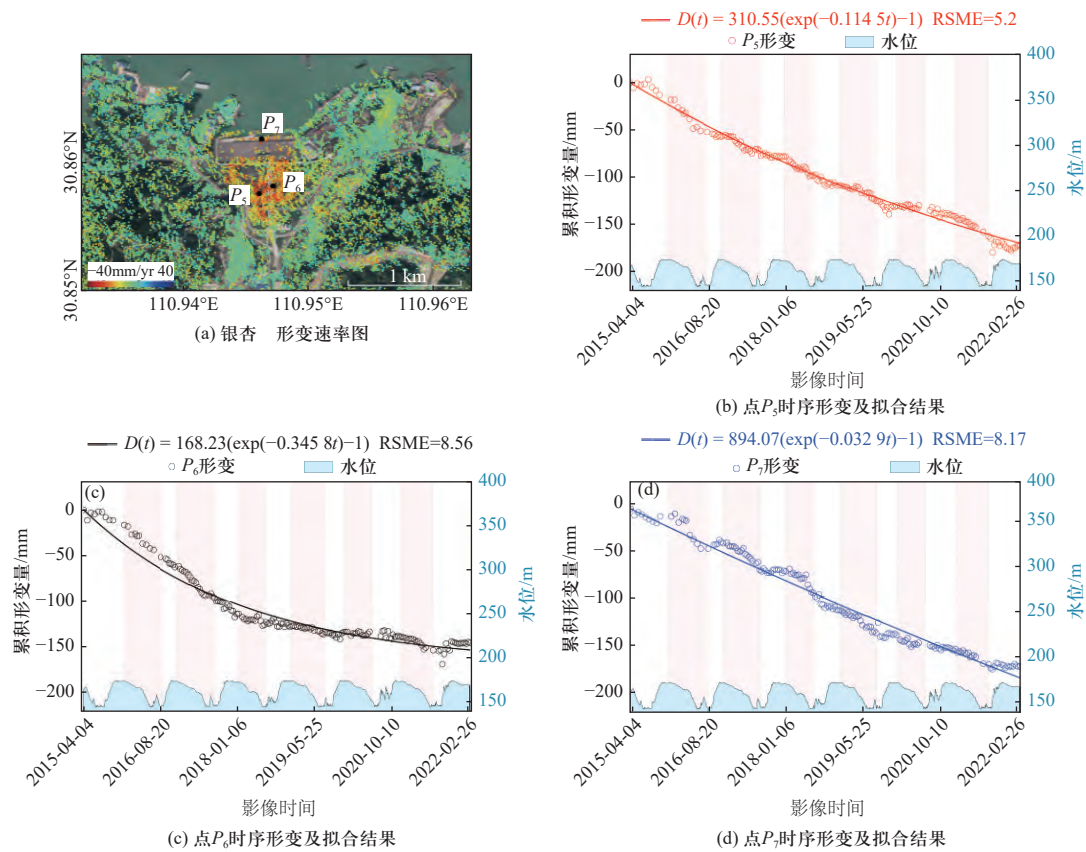 P₇
P₆
P₅
30.86°N
30.85°N
−40mm/yr 40
1 km
110.94°E 110.95°E 110.96°E
(a) 银杏 形变速率图
D(t) = 310.55(exp(−0.114 5t)−1) RSME=5.2
P₅形变 水位
累积形变量/mm
0
−50
−100
−150
−200
400
350
300
250
200
150
水位/m
2015-04-04
2016-08-20
2018-01-06
2019-05-25
2020-10-10
2022-02-26
影像时间
(b) 点P₅时序形变及拟合结果
D(t) = 168.23(exp(−0.345 8t)−1) RSME=8.56
P₆形变 水位
(c)
累积形变量/mm
0
−50
−100
−150
−200
400
350
300
250
200
150
水位/m
2015-04-04
2016-08-20
2018-01-06
2019-05-25
2020-10-10
2022-02-26
影像时间
(c) 点P₆时序形变及拟合结果
D(t) = 894.07(exp(−0.032 9t)−1) RSME=8.17
P₇形变 水位
(d)
累积形变量/mm
0
−50
−100
−150
−200
400
350
300
250
200
150
水位/m
2015-04-04
2016-08-20
2018-01-06
2019-05-25
2020-10-10
2022-02-26
影像时间
(d) 点P₇时序形变及拟合结果